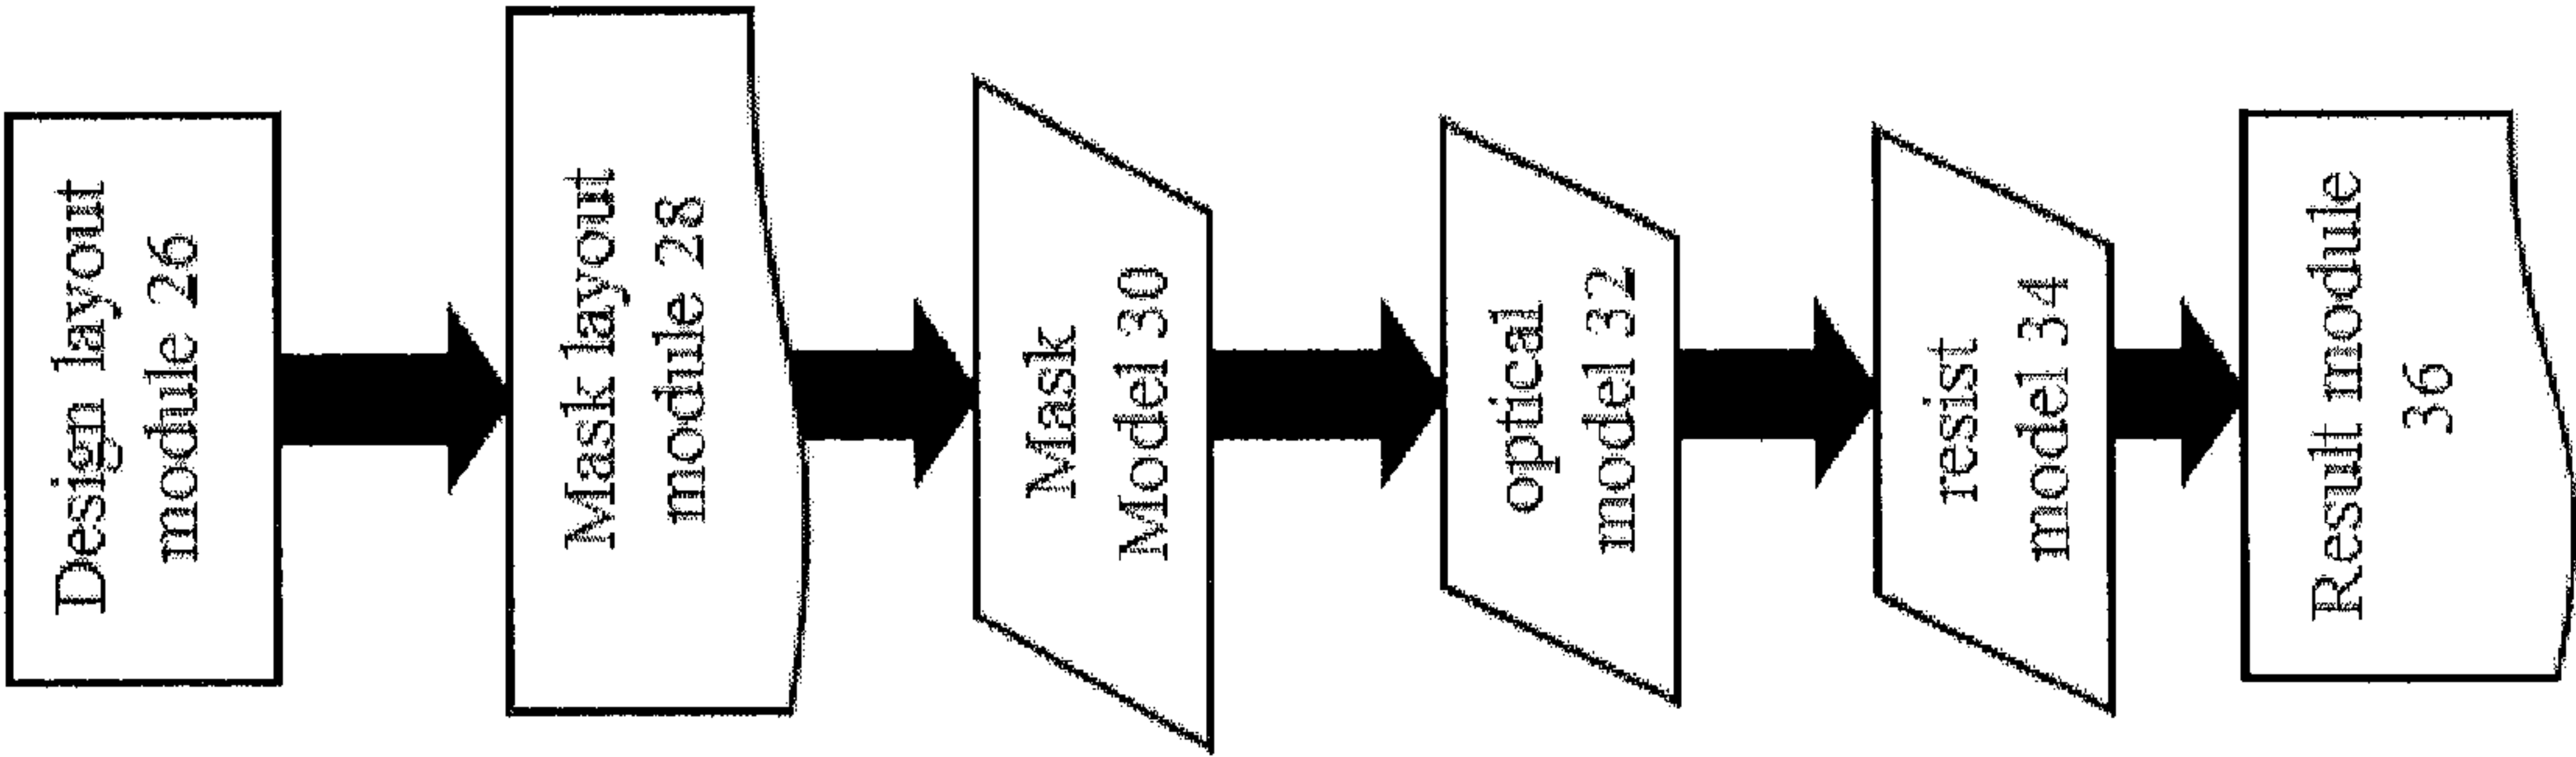 Design layout
module 26
Mask layout
module 28
Mask
Model 30
optical
model 32
resist
model 34
Result module
36